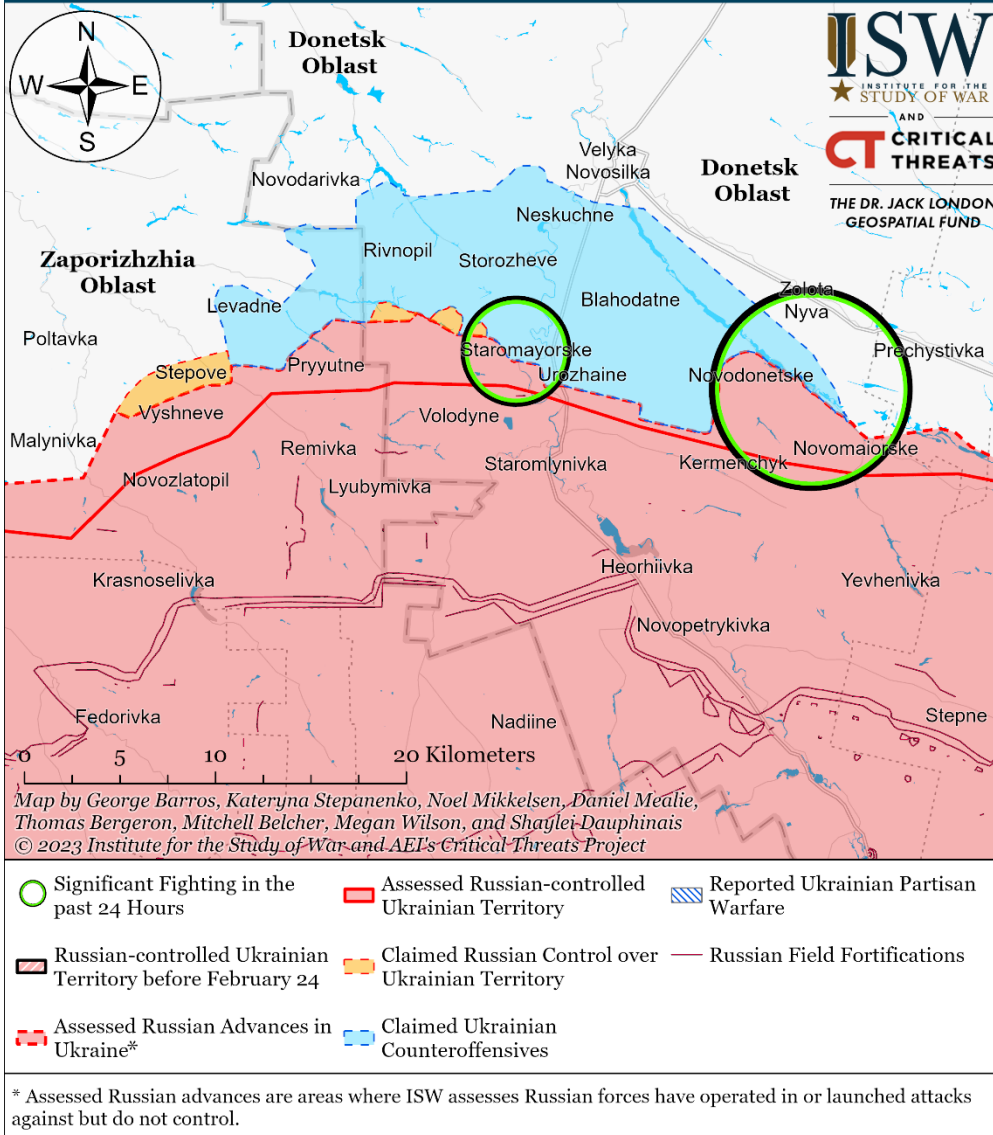 N
W
E
S
Donetsk
Oblast
ISW
INSTITUTE FOR THE
STUDY OF WAR
AND
CT CRITICAL
THREATS
THE DR. JACK LONDON
GEOSPATIAL FUND
Velyka
Novosilka
Donetsk
Oblast
Novodarivka
Neskuchne
Rivnopil
Storozheve
Zaporizhzhia
Oblast
Levadne
Blahodatne
Zolota
Nyva
Poltavka
Staromayorske
Prechystivka
Pryyutne
Urozhaine
Stepove
Novodonetske
Vyshneve
Volodyne
Malynivka
Remivka
Novomaiorske
Staromlynivka
Kermenchyk
Novozlatopil
Lyubymivka
Heorhiivka
Krasnoselivka
Yevhenivka
Novopetrykivka
Fedorivka
Nadiine
Stepne
0 5 10 20 Kilometers
Map by George Barros, Kateryna Stepanenko, Noel Mikkelsen, Daniel Mealie,
Thomas Bergeron, Mitchell Belcher, Megan Wilson, and Shaylei Dauphinais
© 2023 Institute for the Study of War and AEI's Critical Threats Project
Significant Fighting in the
past 24 Hours
Russian-controlled Ukrainian
Territory before February 24
Assessed Russian Advances in
Ukraine*
Assessed Russian-controlled
Ukrainian Territory
Claimed Russian Control over
Ukrainian Territory
Claimed Ukrainian
Counteroffensives
Reported Ukrainian Partisan
Warfare
Russian Field Fortifications
* Assessed Russian advances are areas where ISW assesses Russian forces have operated in or launched attacks
against but do not control.